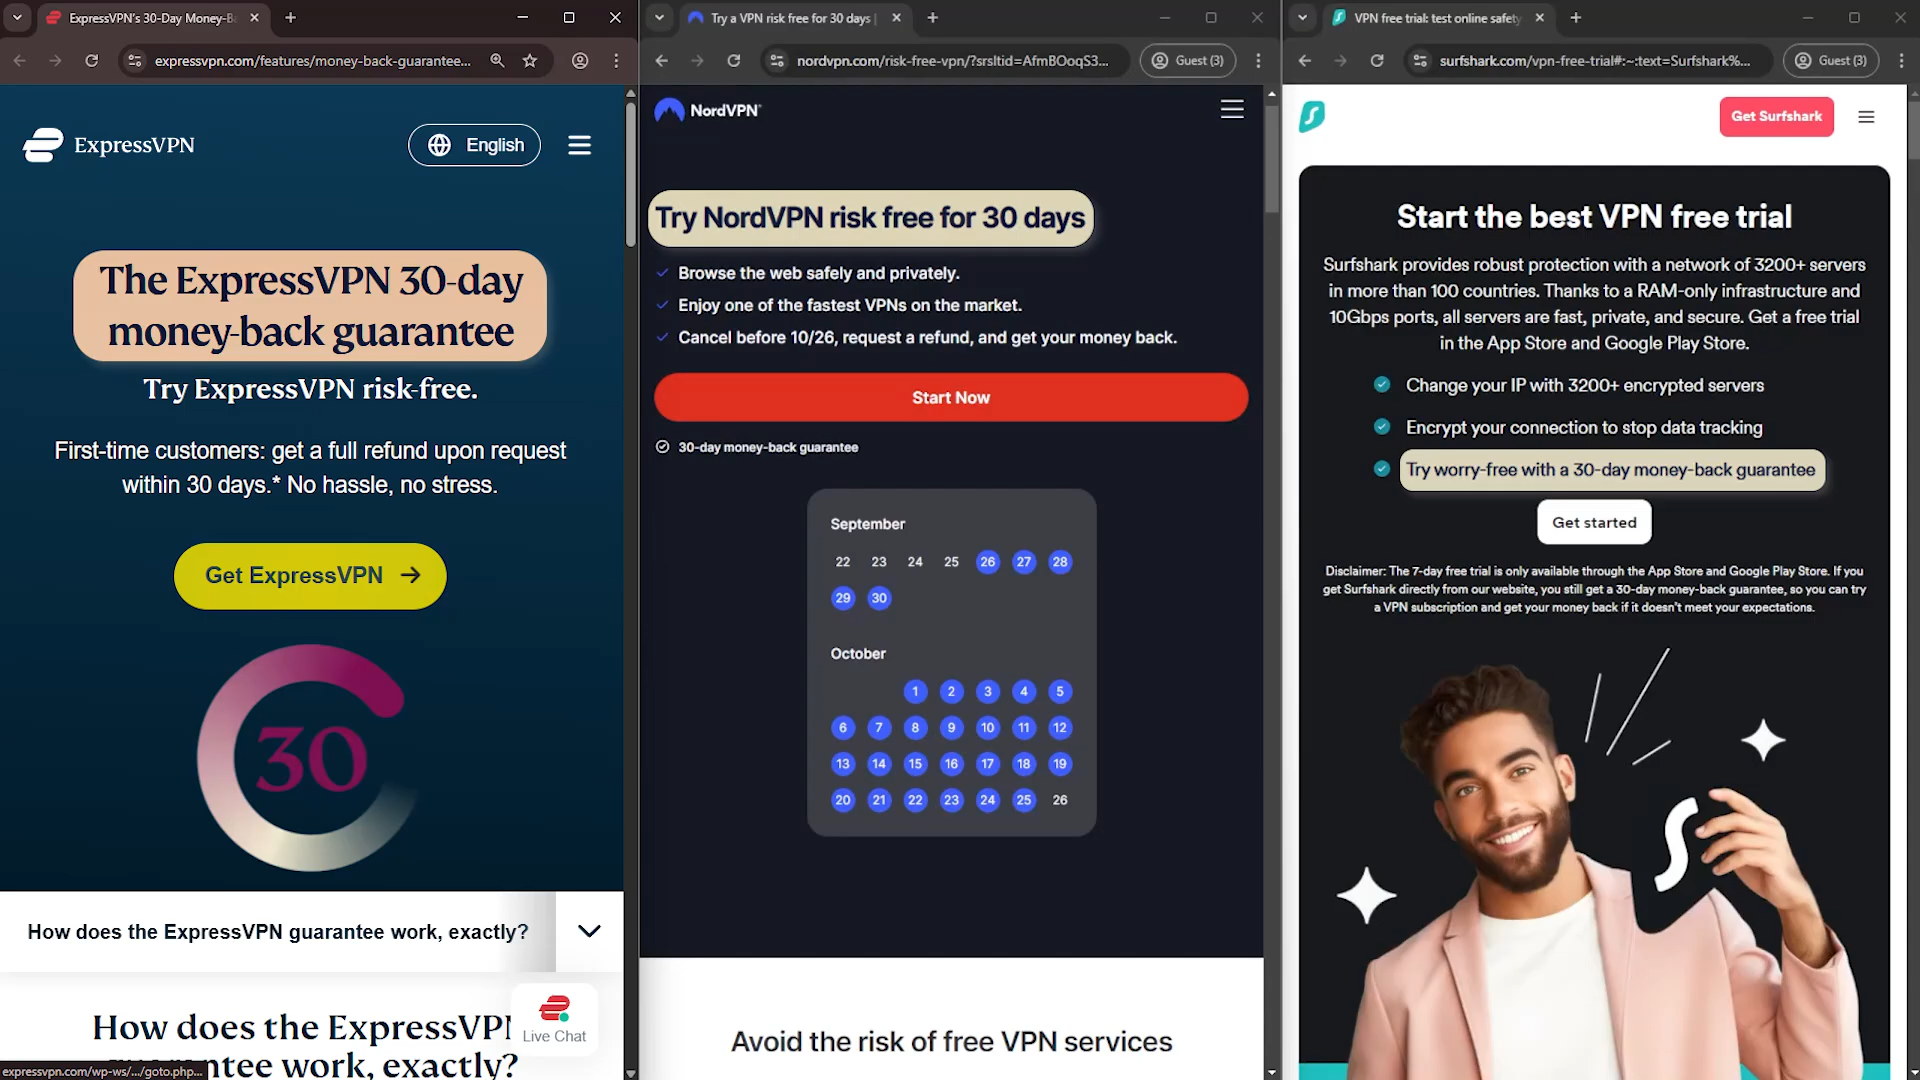 ExpressVPN's 30-Day Money-B
expressvpn.com/features/money-back-guarantee...
ExpressVPN
English
The ExpressVPN 30-day
money-back guarantee
Try ExpressVPN risk-free.
First-time customers: get a full refund upon request
within 30 days.* No hassle, no stress.
Get ExpressVPN
30
How does the ExpressVPN guarantee work, exactly?
How does the ExpressVPN
guarantee work, exactly?
Live Chat
expressvpn.com/wp-ws/.../goto.php...
Try a VPN risk free for 30 days |
nordvpn.com/risk-free-vpn/?srsltid=AfmBOoqS3...
Guest (3)
NordVPN®
Try NordVPN risk free for 30 days
Browse the web safely and privately.
Enjoy one of the fastest VPNs on the market.
Cancel before 10/26, request a refund, and get your money back.
Start Now
30-day money-back guarantee
September
22 23 24 25 26 27 28
29 30
October
1 2 3 4 5
6 7 8 9 10 11 12
13 14 15 16 17 18 19
20 21 22 23 24 25 26
Avoid the risk of free VPN services
VPN free trial: test online safety
surfshark.com/vpn-free-trial#:~:text=Surfshark%...
Guest (3)
Get Surfshark
Start the best VPN free trial
Surfshark provides robust protection with a network of 3200+ servers
in more than 100 countries. Thanks to a RAM-only infrastructure and
10Gbps ports, all servers are fast, private, and secure. Get a free trial
in the App Store and Google Play Store.
Change your IP with 3200+ encrypted servers
Encrypt your connection to stop data tracking
Try worry-free with a 30-day money-back guarantee
Get started
Disclaimer: The 7-day free trial is only available through the App Store and Google Play Store. If you
get Surfshark directly from our website, you still get a 30-day money-back guarantee, so you can try
a VPN subscription and get your money back if it doesn't meet your expectations.